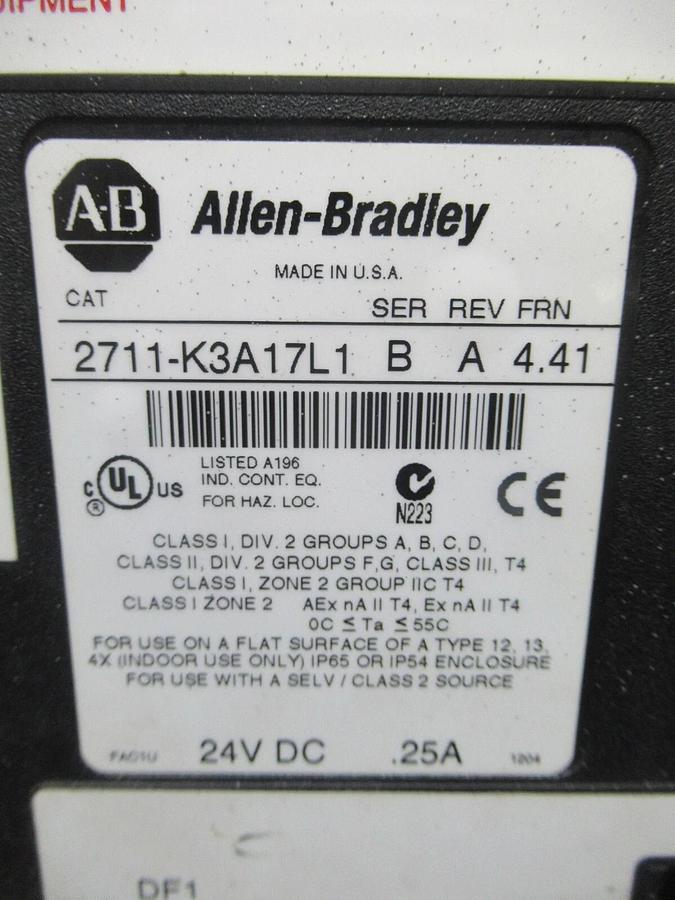 EQUIPMENT
A-B Allen-Bradley
MADE IN U.S.A.
CAT SER REV FRN
2711-K3A17L1 B A 4.41
LISTED A196
IND. CONT. EQ.
FOR HAZ. LOC.
C UL US
®
N223
CE
CLASS I, DIV. 2 GROUPS A, B, C, D,
CLASS II, DIV. 2 GROUPS F,G, CLASS III, T4
CLASS I, ZONE 2 GROUP IIC T4
CLASS I ZONE 2 AEx nA II T4, Ex nA II T4
0C ≤ Ta ≤ 55C
FOR USE ON A FLAT SURFACE OF A TYPE 12, 13,
4X (INDOOR USE ONLY) IP65 OR IP54 ENCLOSURE
FOR USE WITH A SELV / CLASS 2 SOURCE
FAC1U 24V DC .25A 1204
DF1